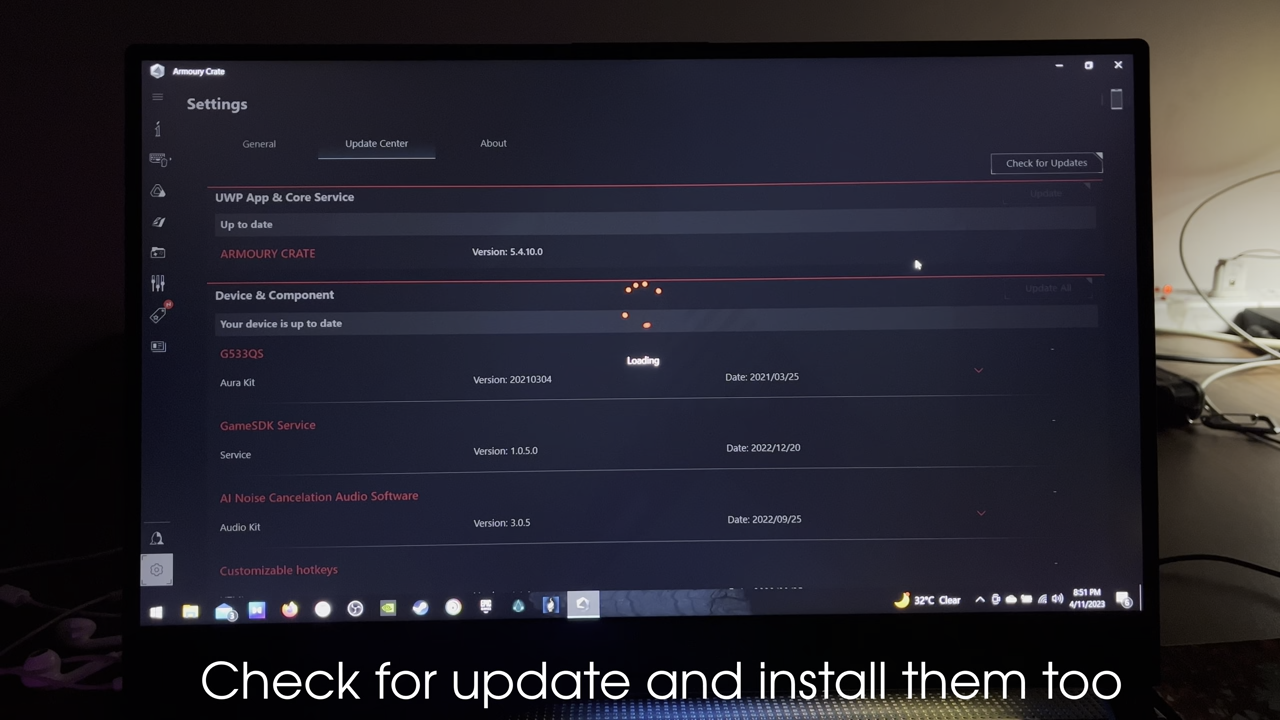 Armoury Crate
Settings
General Update Center About
Check for Updates
UWP App & Core Service Update
Up to date
ARMOURY CRATE Version: 5.4.10.0
Device & Component Update All
Your device is up to date
Loading
G533QS
Aura Kit Version: 20210304 Date: 2021/03/25
GameSDK Service
Service Version: 1.0.5.0 Date: 2022/12/20
AI Noise Cancelation Audio Software
Audio Kit Version: 3.0.5 Date: 2022/09/25
Customizable hotkeys
32°C Clear
8:51 PM
4/11/2023
Check for update and install them too